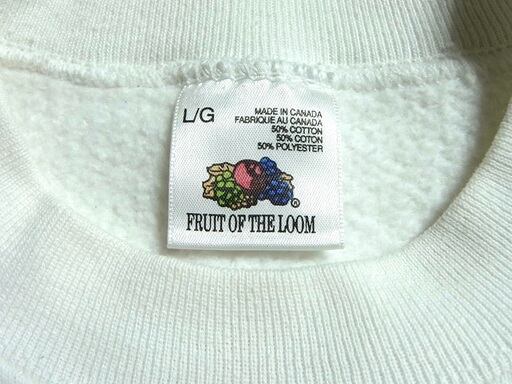 L/G
MADE IN CANADA
FABRIQUE AU CANADA
50% COTTON
50% COTON
50% POLYESTER
®
FRUIT OF THE LOOM